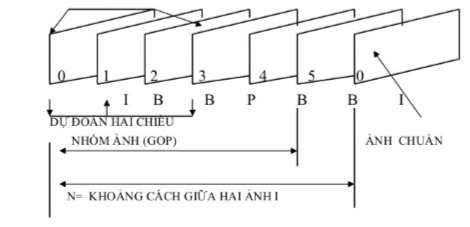 0 1 2 3 4 5 0
I B B P B B I
DỰ ĐOÁN HAI CHIỀU
NHÓM ẢNH (GOP) ẢNH CHUẨN
N= KHOẢNG CÁCH GIỮA HAI ẢNH I